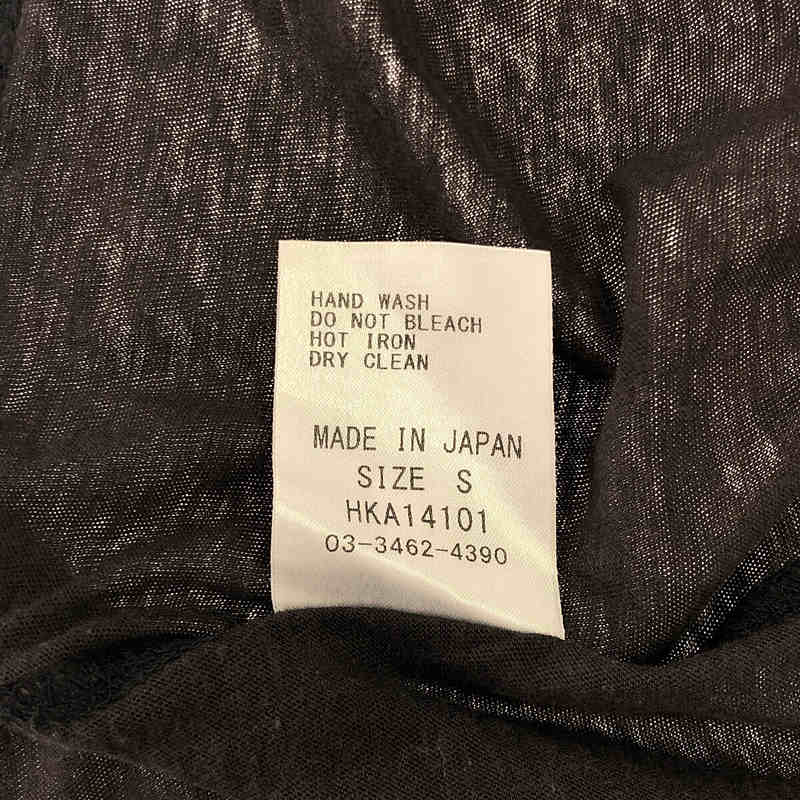 HAND WASH
DO NOT BLEACH
HOT IRON
DRY CLEAN
MADE IN JAPAN
SIZE S
HKA14101
03-3462-4390